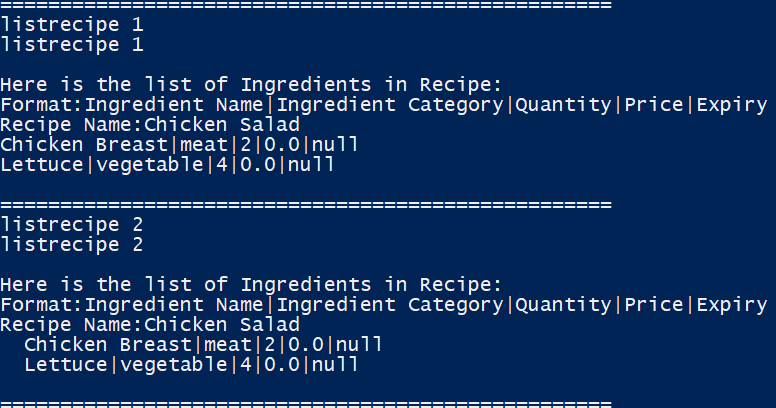 ===================================================
listrecipe 1
listrecipe 1

Here is the list of Ingredients in Recipe:
Format:Ingredient Name|Ingredient Category|Quantity|Price|Expiry
Recipe Name:Chicken Salad
Chicken Breast|meat|2|0.0|null
Lettuce|vegetable|4|0.0|null

===================================================
listrecipe 2
listrecipe 2

Here is the list of Ingredients in Recipe:
Format:Ingredient Name|Ingredient Category|Quantity|Price|Expiry
Recipe Name:Chicken Salad
  Chicken Breast|meat|2|0.0|null
  Lettuce|vegetable|4|0.0|null

===================================================